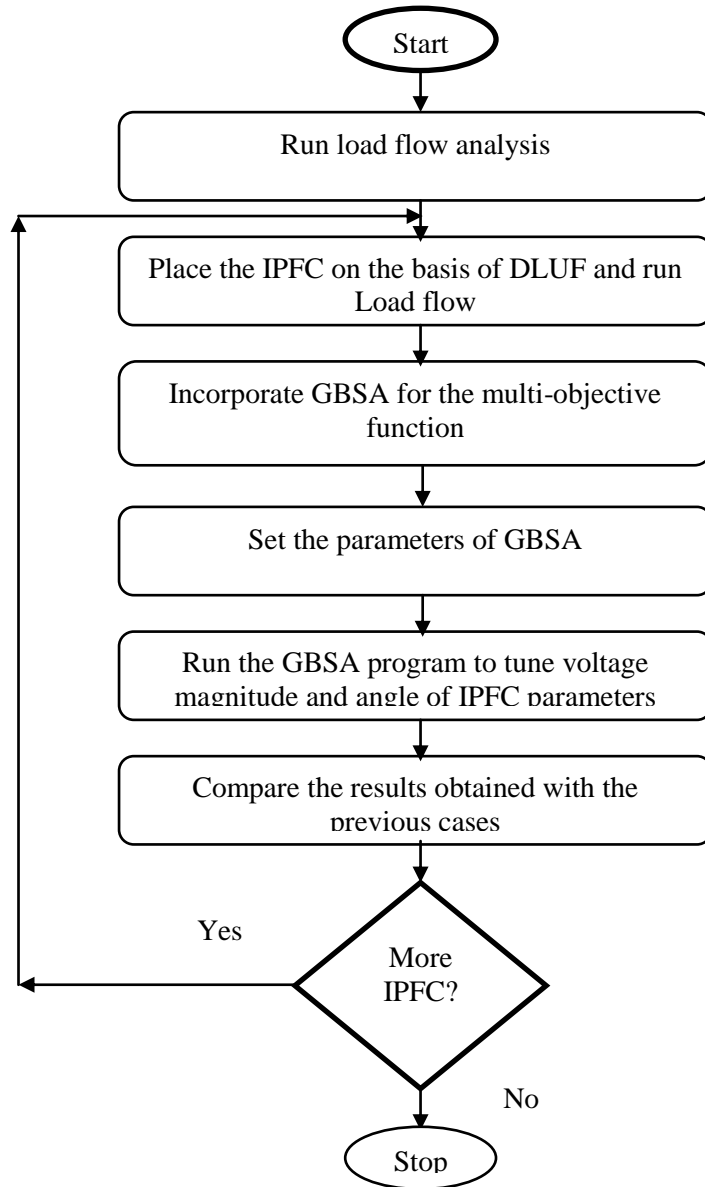 Start
Run load flow analysis
Place the IPFC on the basis of DLUF and run
Load flow
Incorporate GBSA for the multi-objective
function
Set the parameters of GBSA
Run the GBSA program to tune voltage
magnitude and angle of IPFC parameters
Compare the results obtained with the
previous cases
Yes
More
IPFC?
No
Stop